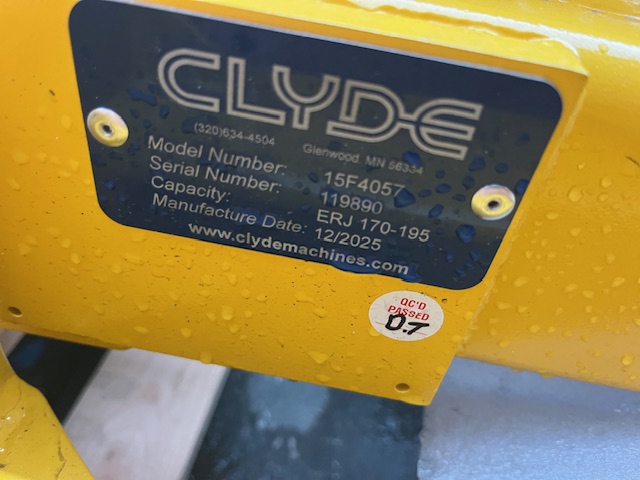 CLYDE
(320)634-4504 Glenwood, MN 56334
Model Number: 15F4057
Serial Number: 119890
Capacity: ERJ 170-195
Manufacture Date: 12/2025
www.clydemachines.com
QC'D
PASSED
D.T